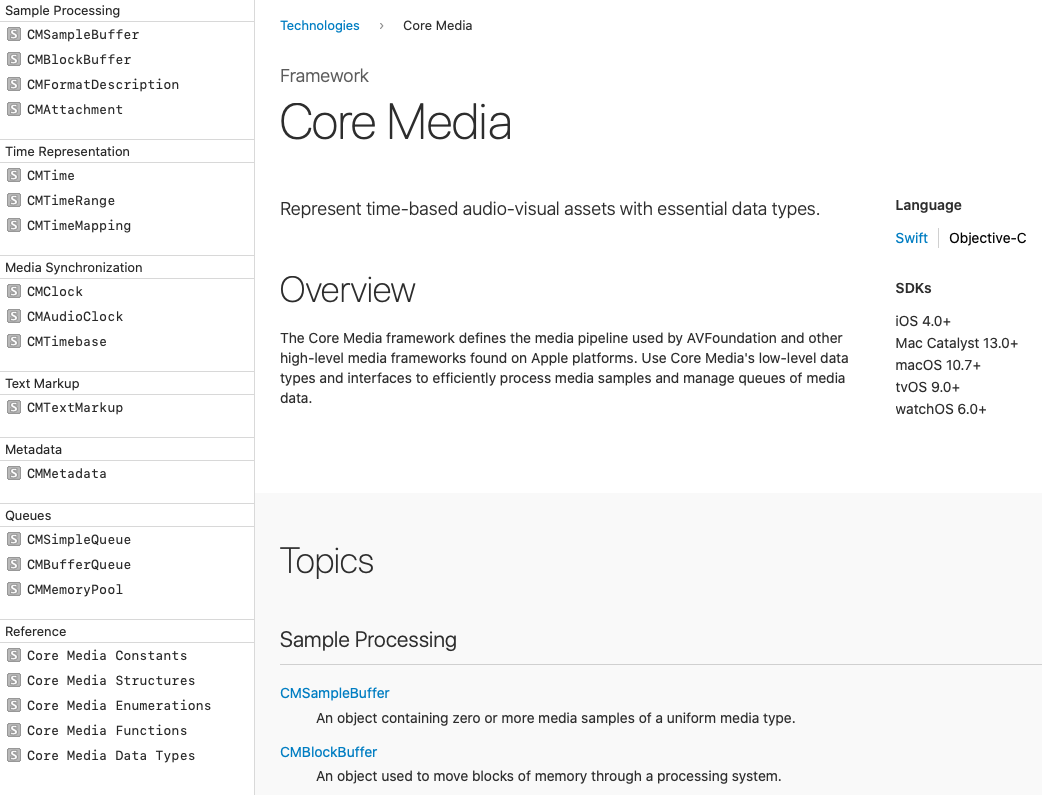 Sample Processing
S CMSampleBuffer
S CMBlockBuffer
S CMFormatDescription
S CMAttachment
Time Representation
S CMTime
S CMTimeRange
S CMTimeMapping
Media Synchronization
S CMClock
S CMAudioClock
S CMTimebase
Text Markup
S CMTextMarkup
Metadata
S CMMetadata
Queues
S CMSimpleQueue
S CMBufferQueue
S CMMemoryPool
Reference
S Core Media Constants
S Core Media Structures
S Core Media Enumerations
S Core Media Functions
S Core Media Data Types
Technologies › Core Media
Framework
Core Media
Represent time-based audio-visual assets with essential data types.
Overview
The Core Media framework defines the media pipeline used by AVFoundation and other
high-level media frameworks found on Apple platforms. Use Core Media's low-level data
types and interfaces to efficiently process media samples and manage queues of media
data.
Language
Swift | Objective-C
SDKs
iOS 4.0+
Mac Catalyst 13.0+
macOS 10.7+
tvOS 9.0+
watchOS 6.0+
Topics
Sample Processing
CMSampleBuffer
An object containing zero or more media samples of a uniform media type.
CMBlockBuffer
An object used to move blocks of memory through a processing system.